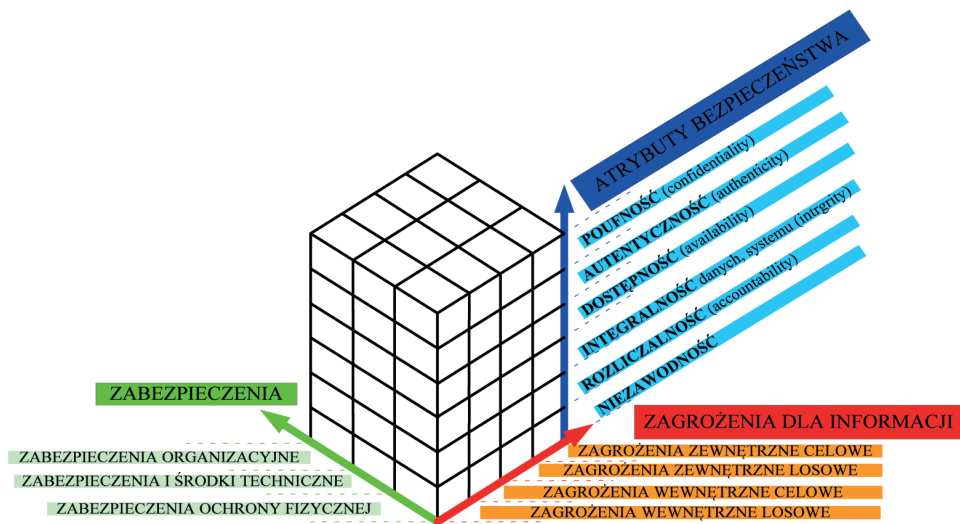 ATRYBUTY BEZPIECZEŃSTWA
POUFNOŚĆ (confidentiality)
AUTENTYCZNOŚĆ (authenticity)
DOSTĘPNOŚĆ (availability)
INTEGRALNOŚĆ danych, systemu (intrgrity)
ROZLICZALNOŚĆ (accountability)
NIEZAWODNOŚĆ
ZABEZPIECZENIA
ZABEZPIECZENIA ORGANIZACYJNE
ZABEZPIECZENIA I ŚRODKI TECHNICZNE
ZABEZPIECZENIA OCHRONY FIZYCZNEJ
ZAGROŻENIA DLA INFORMACJI
ZAGROŻENIA ZEWNĘTRZNE CELOWE
ZAGROŻENIA ZEWNĘTRZNE LOSOWE
ZAGROŻENIA WEWNĘTRZNE CELOWE
ZAGROŻENIA WEWNĘTRZNE LOSOWE